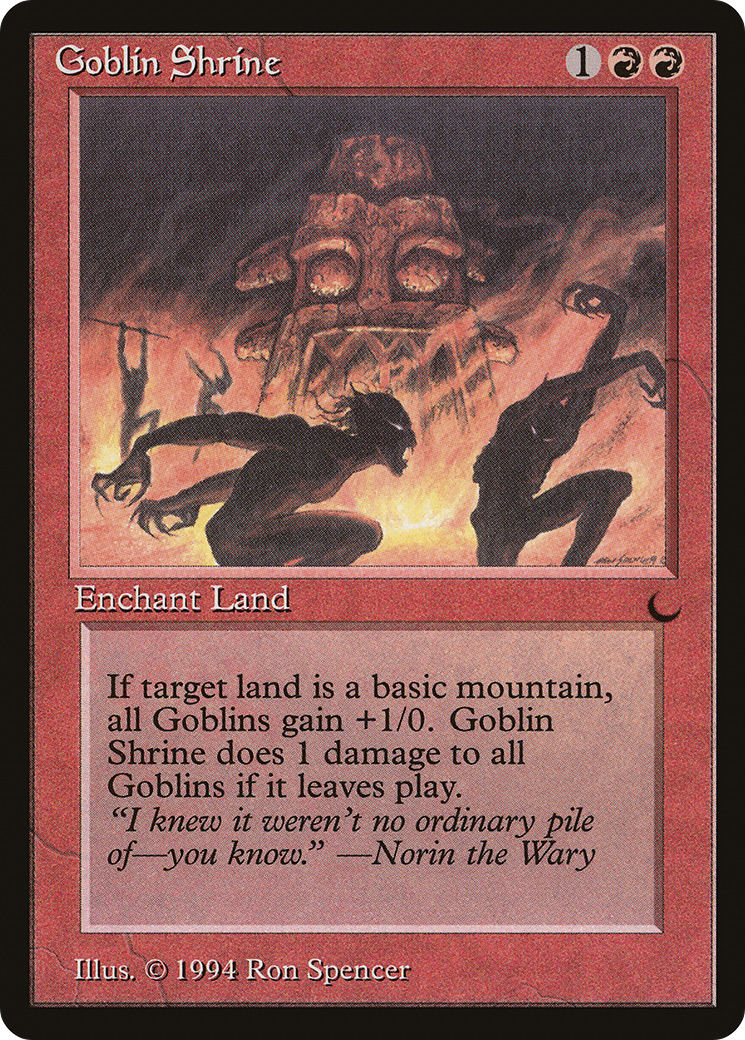 Goblin Shrine
1
Enchant Land
If target land is a basic mountain,
all Goblins gain +1/0. Goblin
Shrine does 1 damage to all
Goblins if it leaves play.
“I knew it weren’t no ordinary pile
of—you know.” —Norin the Wary
Illus. © 1994 Ron Spencer